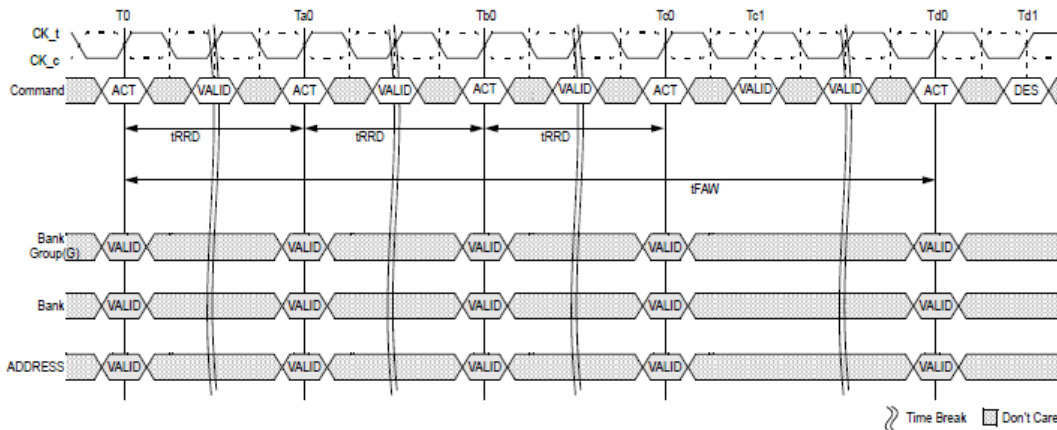 T0 Ta0 Tb0 Tc0 Tc1 Td0 Td1
CK_t
CK_c
Command ACT VALID ACT VALID ACT VALID ACT VALID VALID ACT DES
tRRD tRRD tRRD
tFAW
Bank
Group(G) VALID VALID VALID VALID VALID
Bank VALID VALID VALID VALID VALID
ADDRESS VALID VALID VALID VALID VALID
Time Break Don't Care